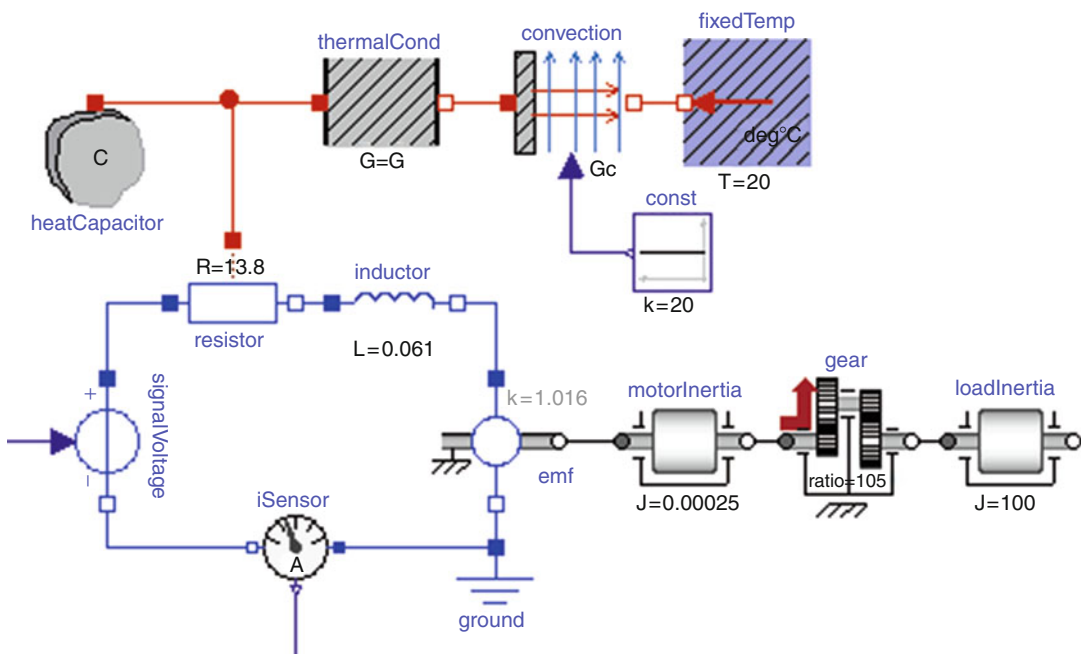 fixedTemp
thermalCond
convection
C
deg°C
G=G
Gc
T=20
const
heatCapacitor
R=13.8
inductor
k=20
resistor
L=0.061
gear
signalVoltage
+
−
k=1.016
motorInertia
loadInertia
emf
ratio=105
iSensor
J=0.00025
J=100
A
ground